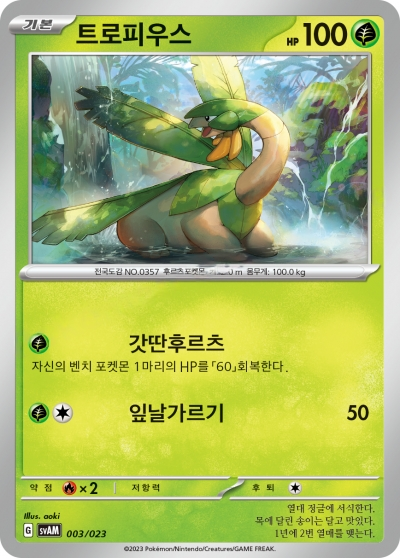 기본 트로피우스 HP 100
전국도감 NO.0357 후르츠포켓몬 0 m 몸무게: 100.0 kg
갓딴후르츠
자신의 벤치 포켓몬 1마리의 HP를 「60」회복한다.
잎날가르기 50
약점 ×2 저항력 후퇴
Illus. aoki
G svAM 003/023
열대 정글에 서식한다.
목에 달린 송이는 달고 맛있다.
1년에 2번 열매를 맺는다.
©2023 Pokémon/Nintendo/Creatures/GAME FREAK.